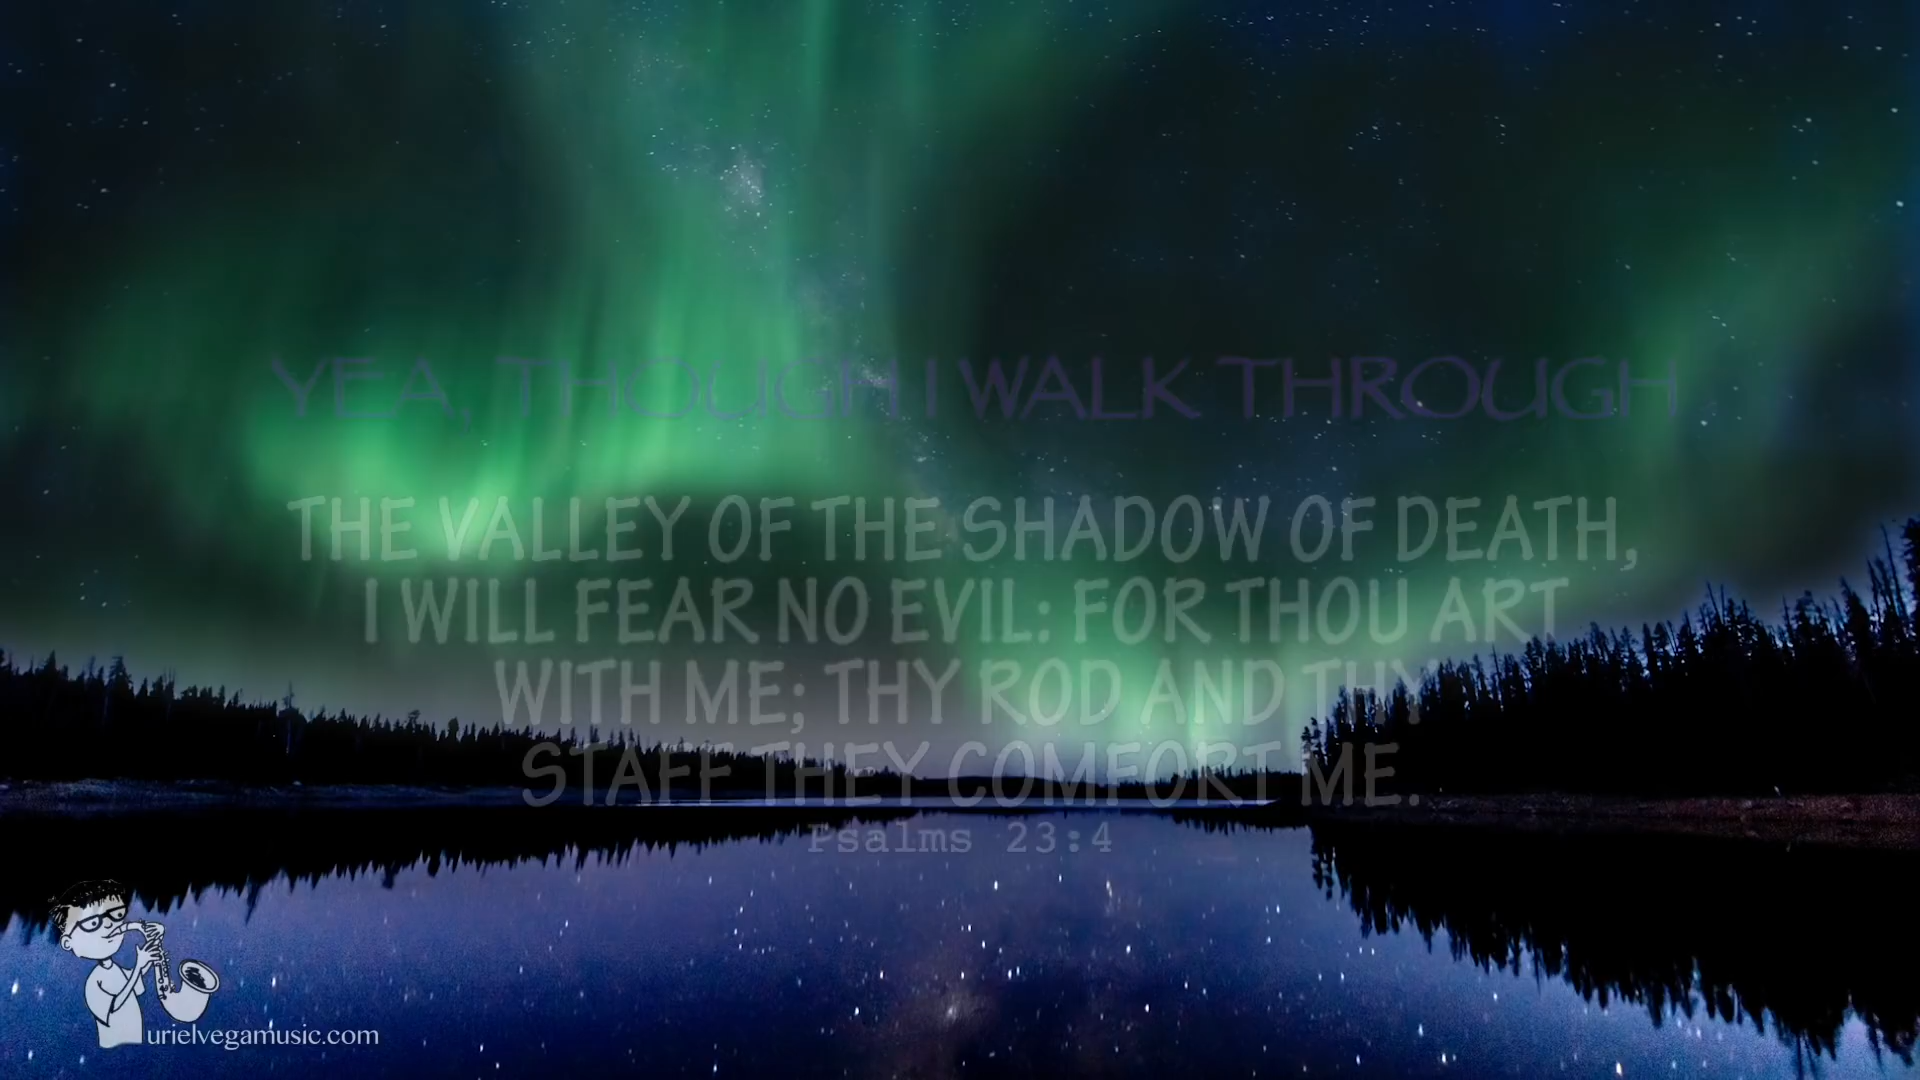 YEA, THOUGH I WALK THROUGH
THE VALLEY OF THE SHADOW OF DEATH,
I WILL FEAR NO EVIL: FOR THOU ART
WITH ME; THY ROD AND THY
STAFF THEY COMFORT ME.
Psalms 23:4
urielvegamusic.com